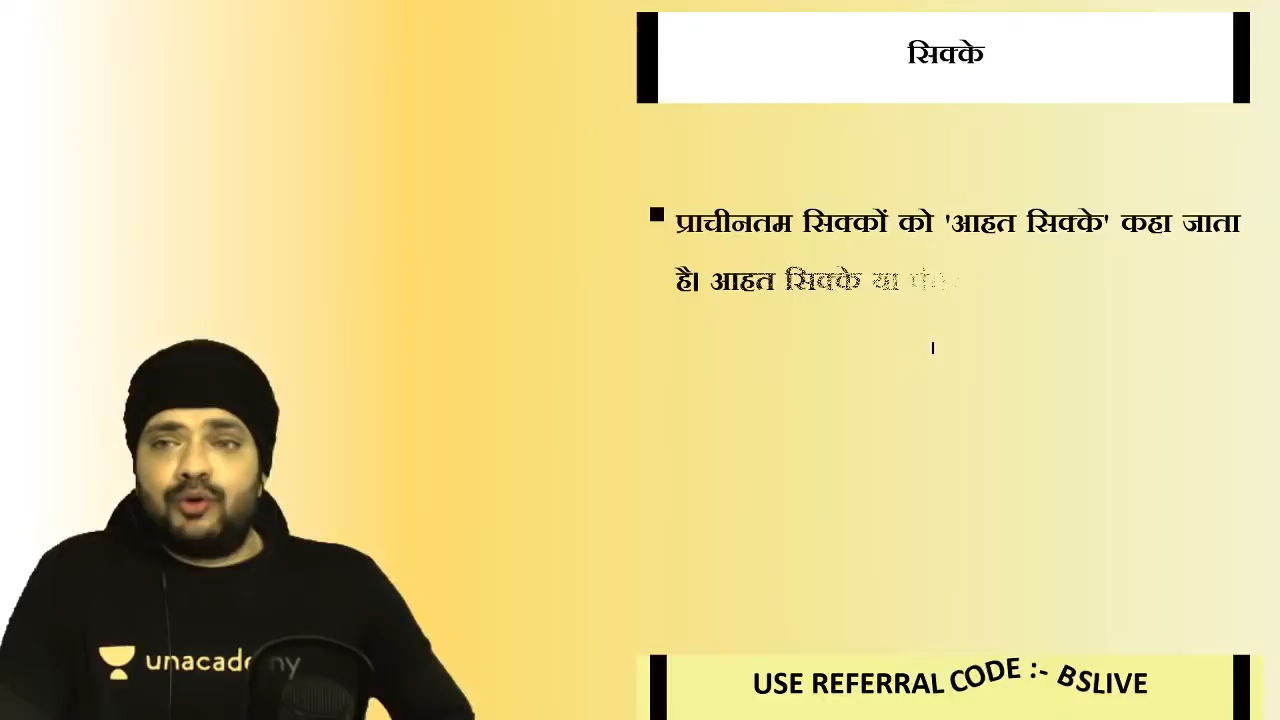 सिक्के
प्राचीनतम सिक्कों को 'आहत सिक्के' कहा जाता
है। आहत सिक्के या
unacademy
USE REFERRAL CODE :- BSLIVE